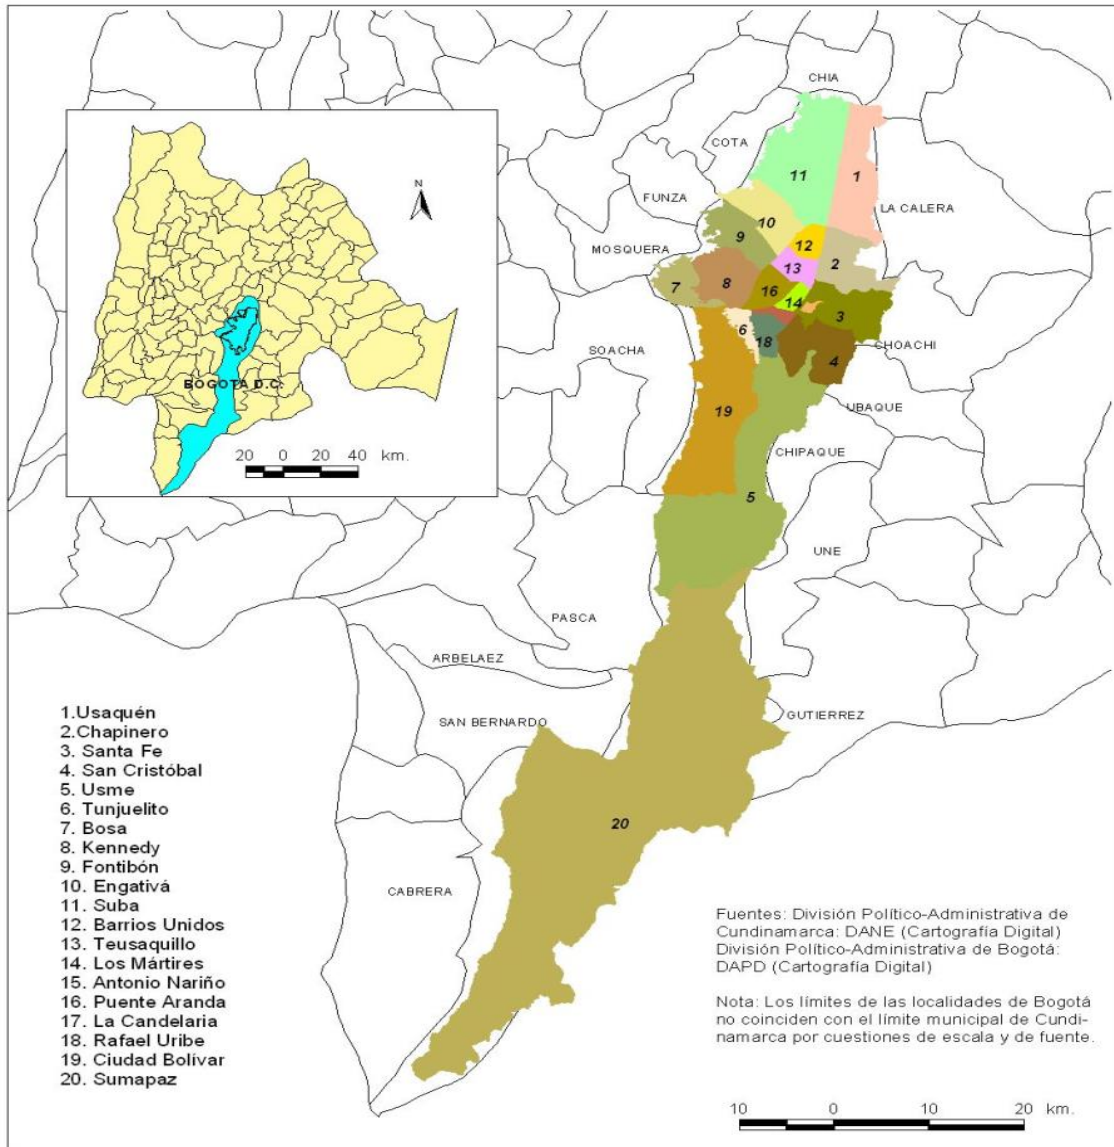 CHIA
COTA
11
1
FUNZA
LA CALERA
10
9
12
MOSQUERA
2
13
7
8
16
14
3
6
18
SOACHA
CHOACHI
4
19
UBAQUE
CHIPAQUE
5
UNE
PASCA
ARBELAEZ
SAN BERNARDO
GUTIERREZ
20
CABRERA
N
BOGOTA D.C.
20 0 20 40 km.
1.Usaquén
2.Chapinero
3. Santa Fe
4. San Cristóbal
5. Usme
6. Tunjuelito
7. Bosa
8. Kennedy
9. Fontibón
10. Engativá
11. Suba
12. Barrios Unidos
13. Teusaquillo
14. Los Mártires
15. Antonio Nariño
16. Puente Aranda
17. La Candelaria
18. Rafael Uribe
19. Ciudad Bolívar
20. Sumapaz
Fuentes: División Político-Administrativa de
Cundinamarca: DANE (Cartografía Digital)
División Político-Administrativa de Bogotá:
DAPD (Cartografía Digital)
Nota: Los límites de las localidades de Bogotá
no coinciden con el límite municipal de Cundi-
namarca por cuestiones de escala y de fuente.
10 0 10 20 km.